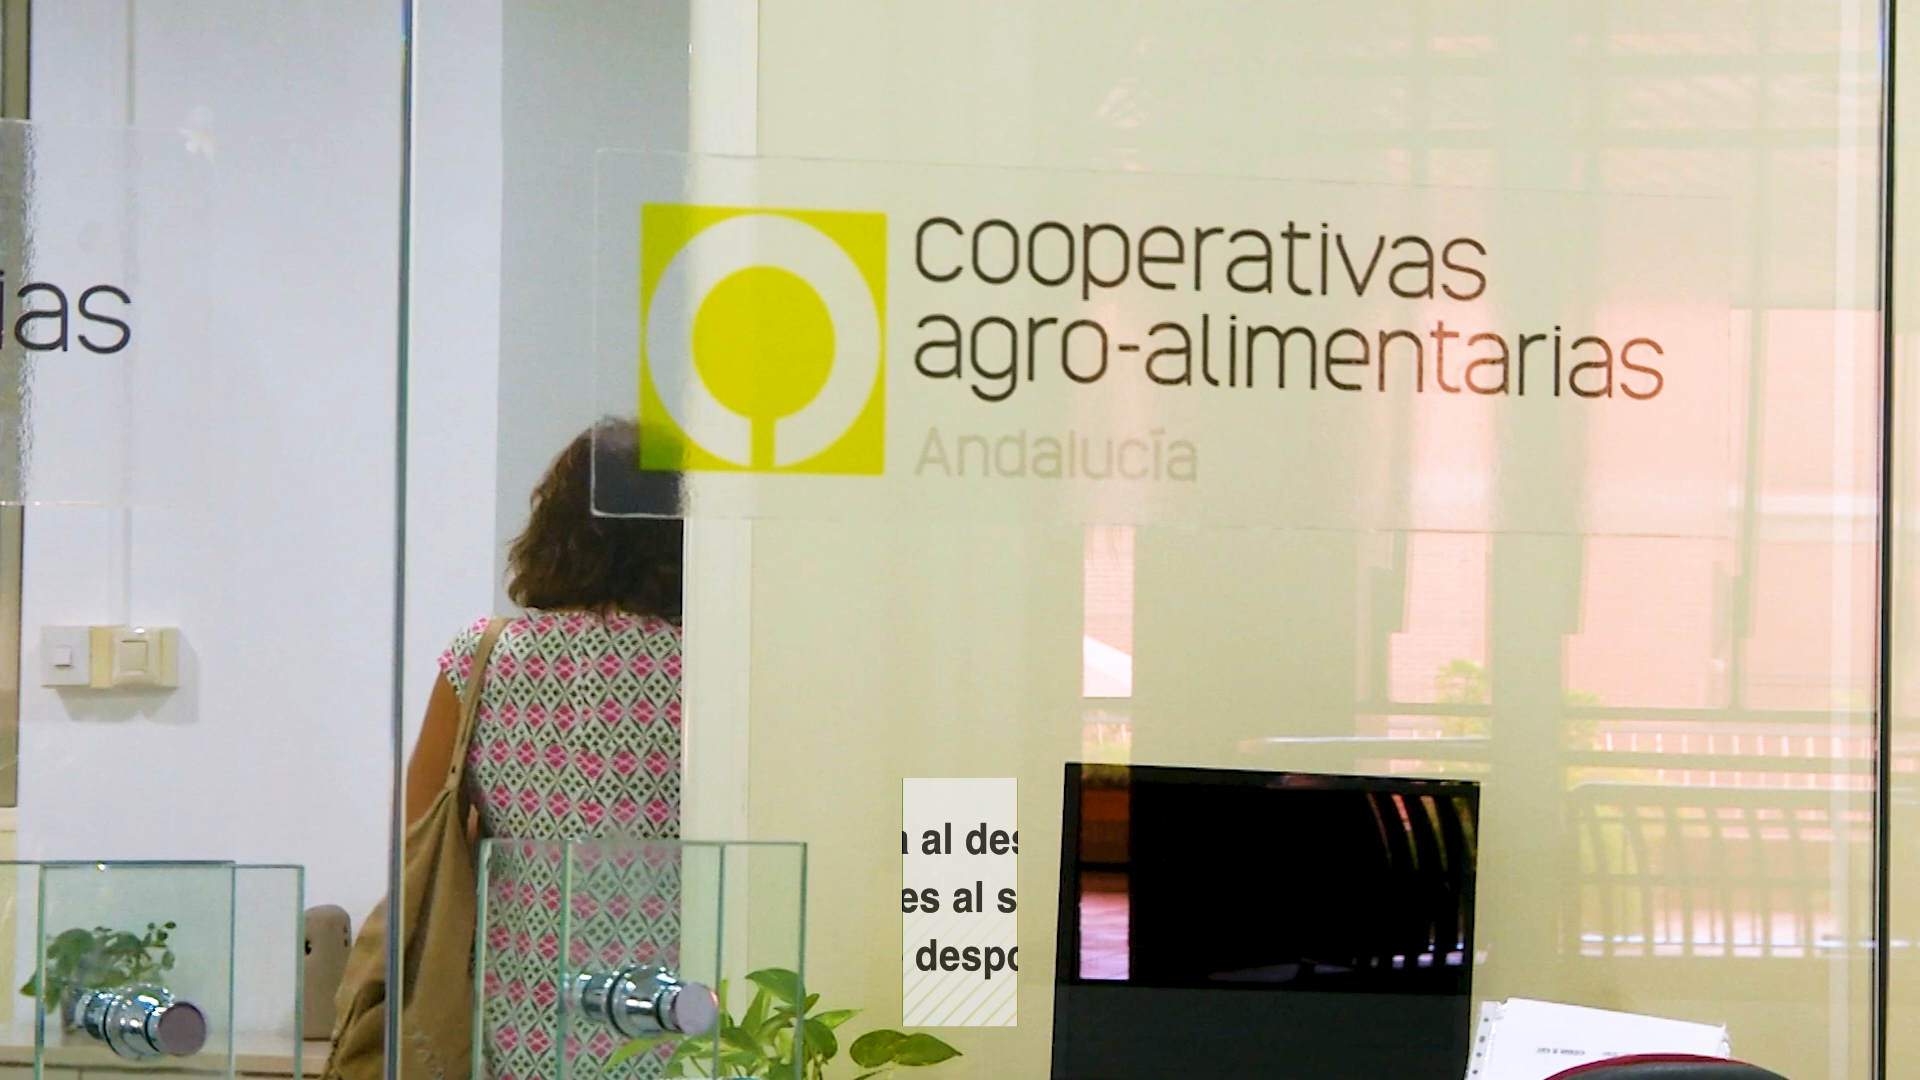 cooperativas
agro-alimentarias
Andalucía
ias
al des
es al s
despo